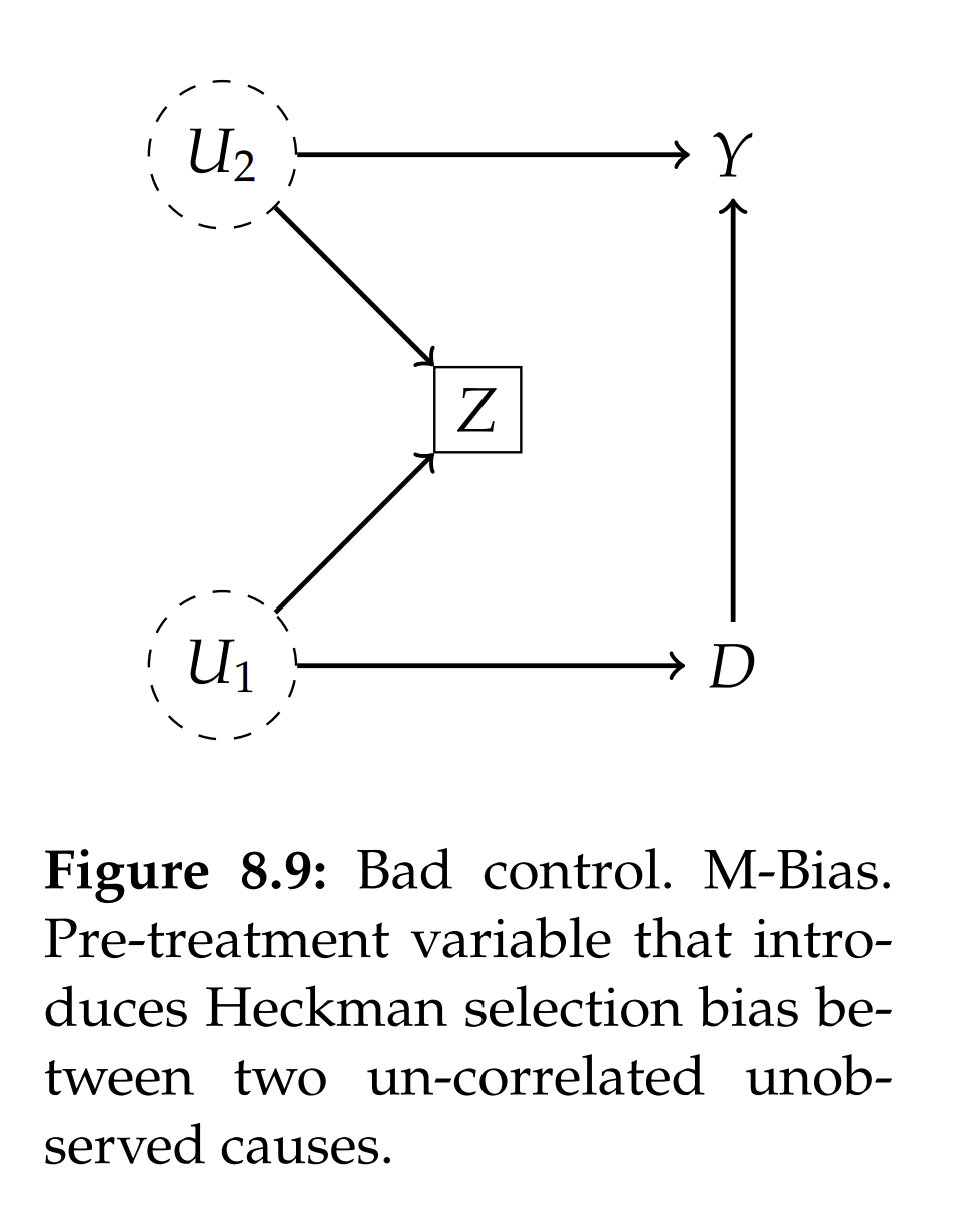 U₂ Y
Z
U₁ D
Figure 8.9: Bad control. M-Bias.
Pre-treatment variable that intro-
duces Heckman selection bias be-
tween two un-correlated unob-
served causes.